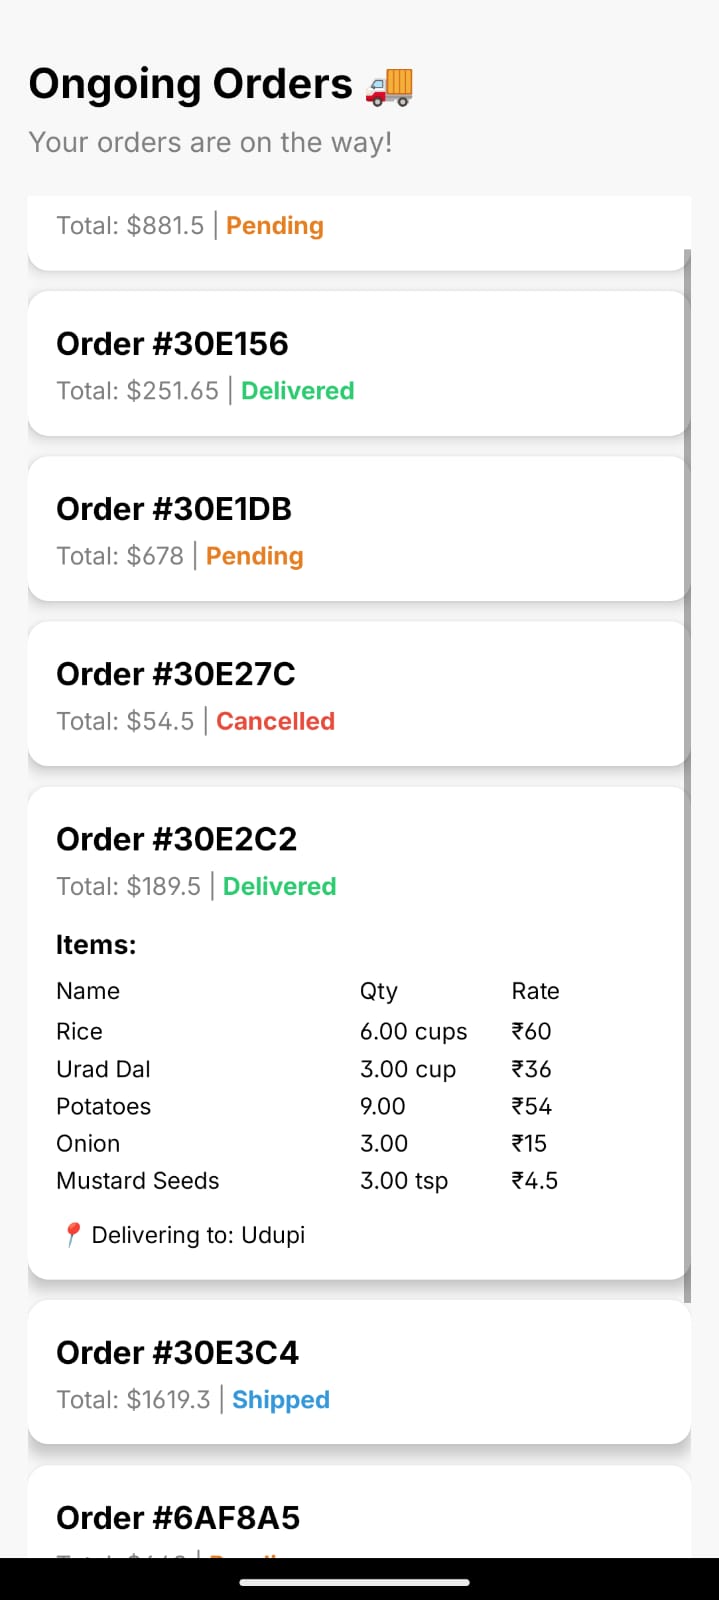 Ongoing Orders 🚚
Your orders are on the way!
Total: $881.5 | Pending
Order #30E156
Total: $251.65 | Delivered
Order #30E1DB
Total: $678 | Pending
Order #30E27C
Total: $54.5 | Cancelled
Order #30E2C2
Total: $189.5 | Delivered
Items:
Name Qty Rate
Rice 6.00 cups ₹60
Urad Dal 3.00 cup ₹36
Potatoes 9.00 ₹54
Onion 3.00 ₹15
Mustard Seeds 3.00 tsp ₹4.5
📍 Delivering to: Udupi
Order #30E3C4
Total: $1619.3 | Shipped
Order #6AF8A5